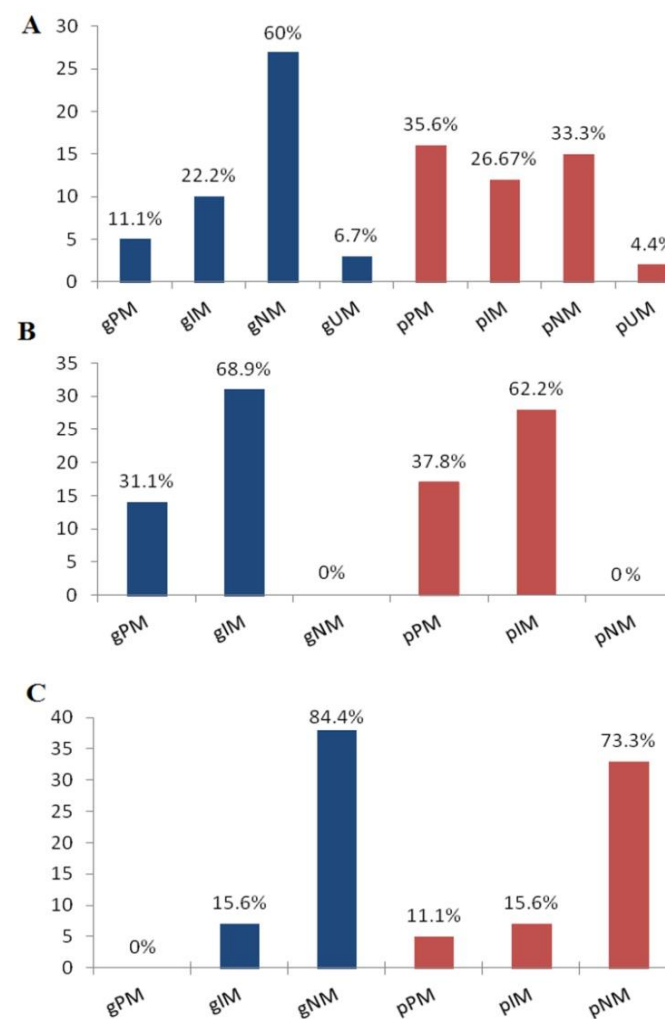 A
30
25
20
15
10
5
0
11.1%
22.2%
60%
6.7%
35.6%
26.67%
33.3%
4.4%
gPM
gIM
gNM
gUM
pPM
pIM
pNM
pUM
B
35
30
25
20
15
10
5
0
31.1%
68.9%
0%
37.8%
62.2%
0 %
gPM
gIM
gNM
pPM
pIM
pNM
C
40
35
30
25
20
15
10
5
0
0%
15.6%
84.4%
11.1%
15.6%
73.3%
gPM
gIM
gNM
pPM
pIM
pNM